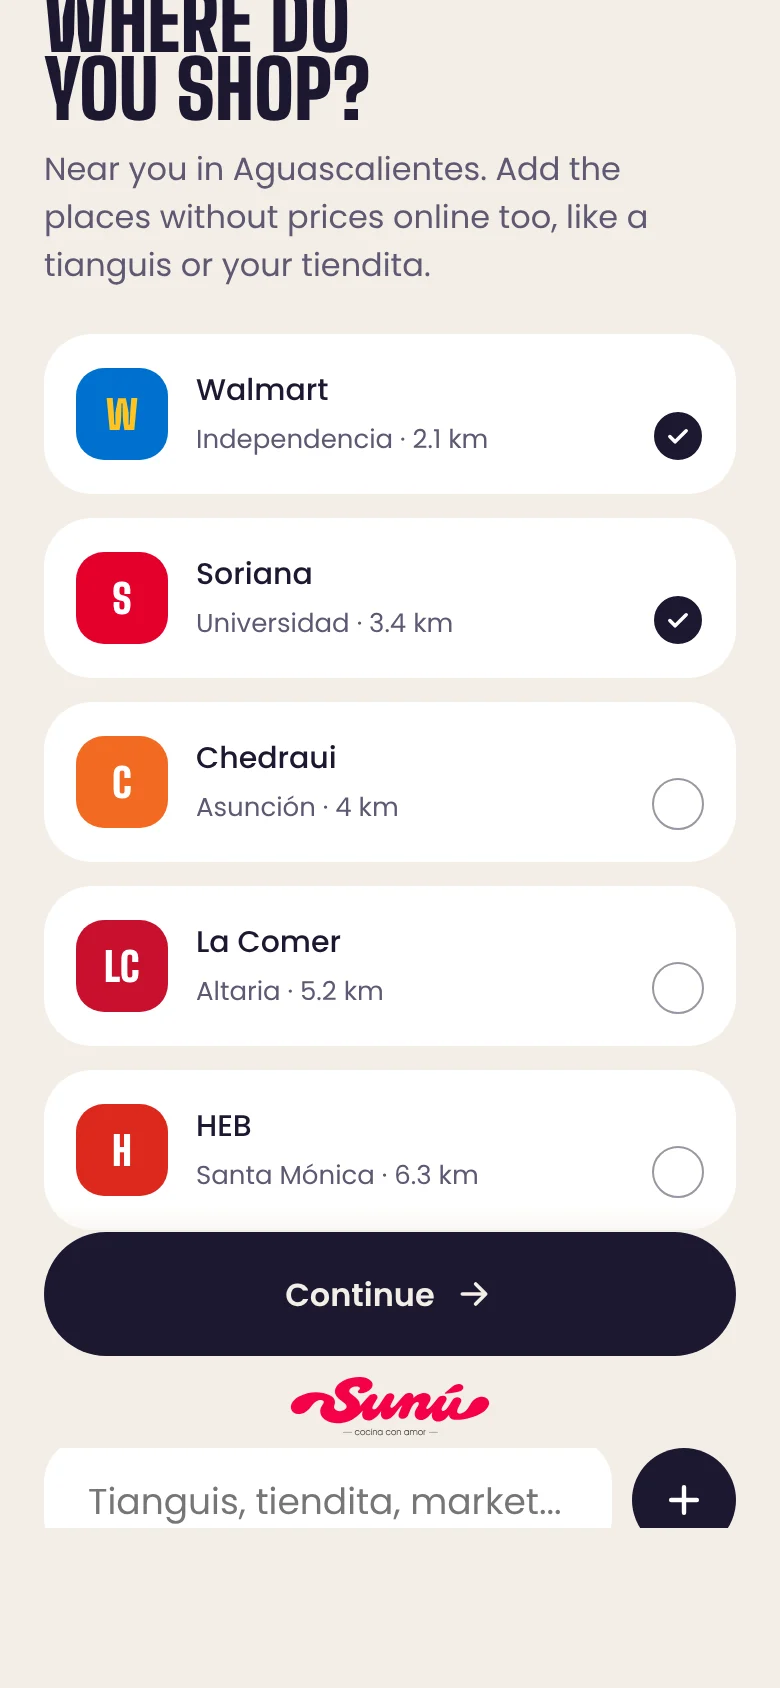 WHERE DO
YOU SHOP?
Near you in Aguascalientes. Add the
places without prices online too, like a
tianguis or your tiendita.
W
Walmart
Independencia · 2.1 km
S
Soriana
Universidad · 3.4 km
C
Chedraui
Asunción · 4 km
LC
La Comer
Altaria · 5.2 km
H
HEB
Santa Mónica · 6.3 km
Continue →
Sunú
— cocina con amor —
Tianguis, tiendita, market...
+